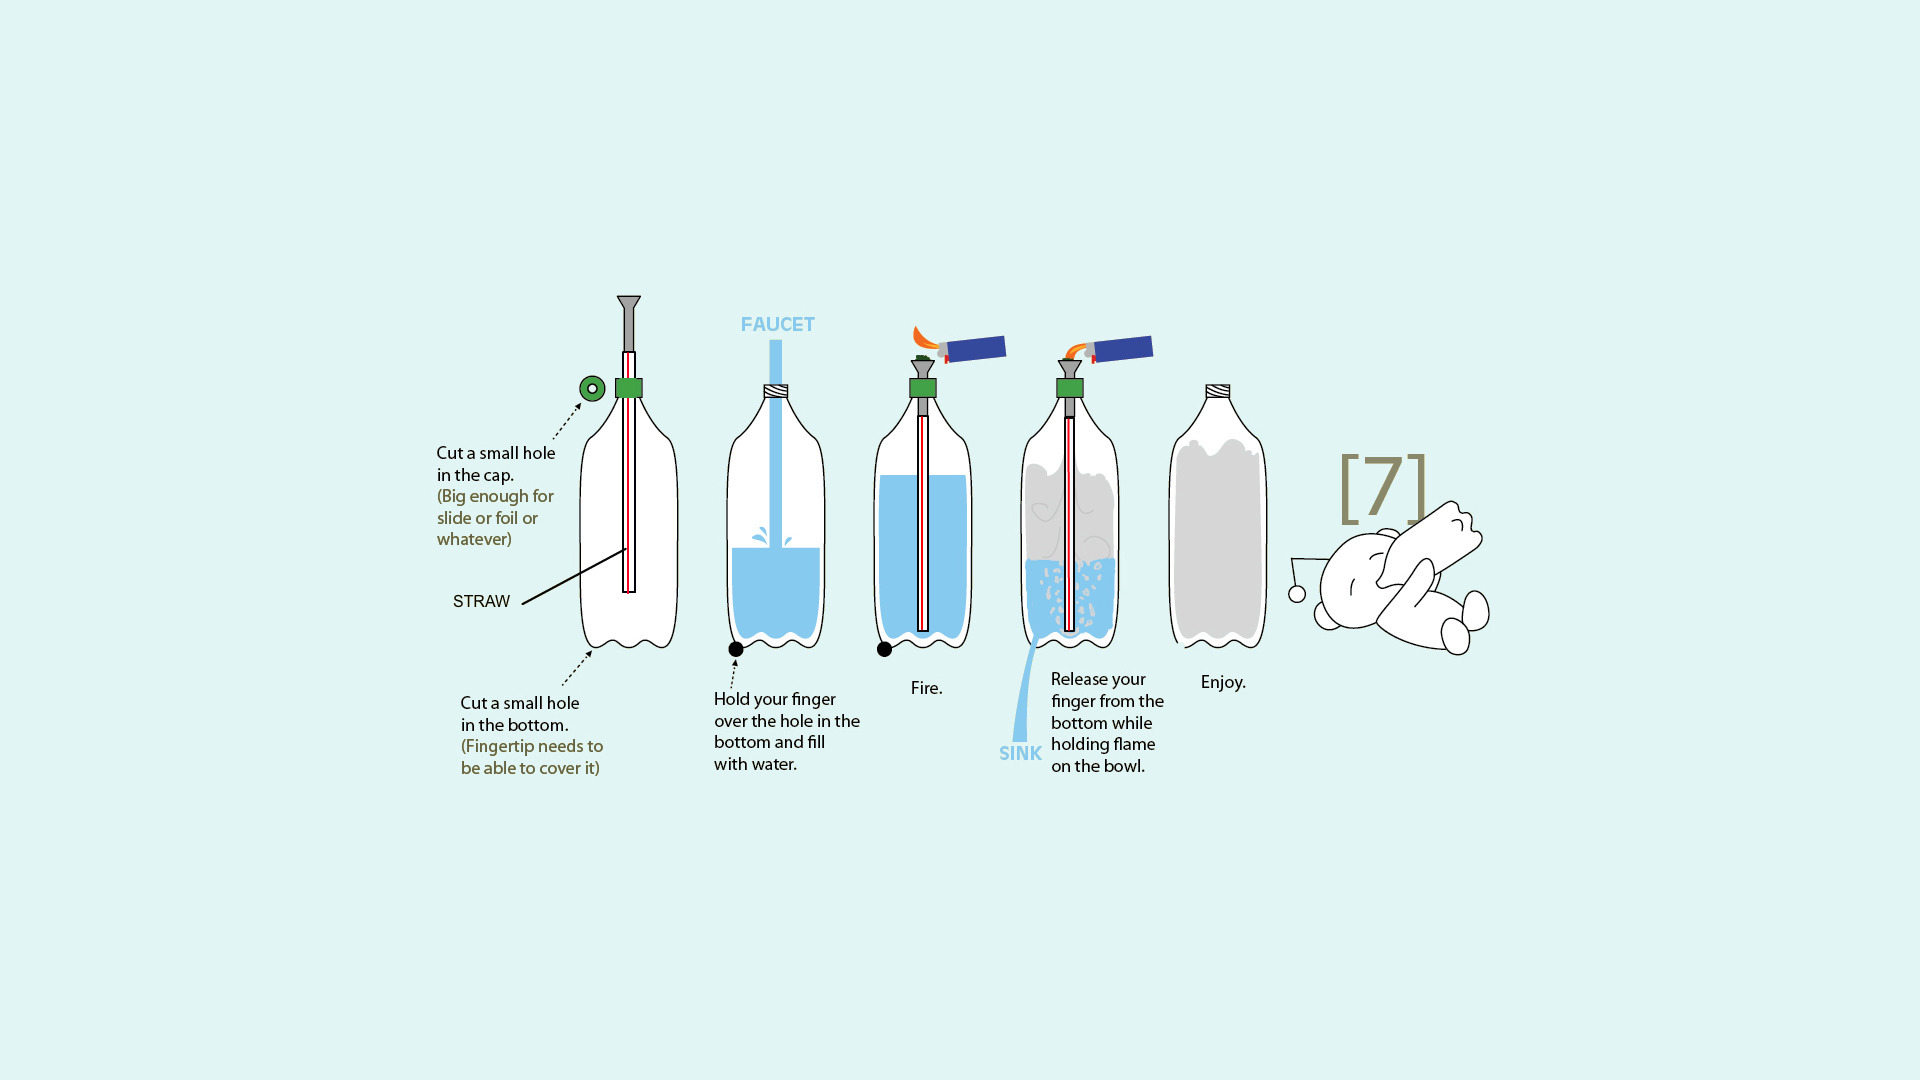 Cut a small hole
in the cap.
(Big enough for
slide or foil or
whatever)
STRAW
Cut a small hole
in the bottom.
(Fingertip needs to
be able to cover it)
FAUCET
Hold your finger
over the hole in the
bottom and fill
with water.
Fire.
SINK
Release your
finger from the
bottom while
holding flame
on the bowl.
Enjoy.
[7]